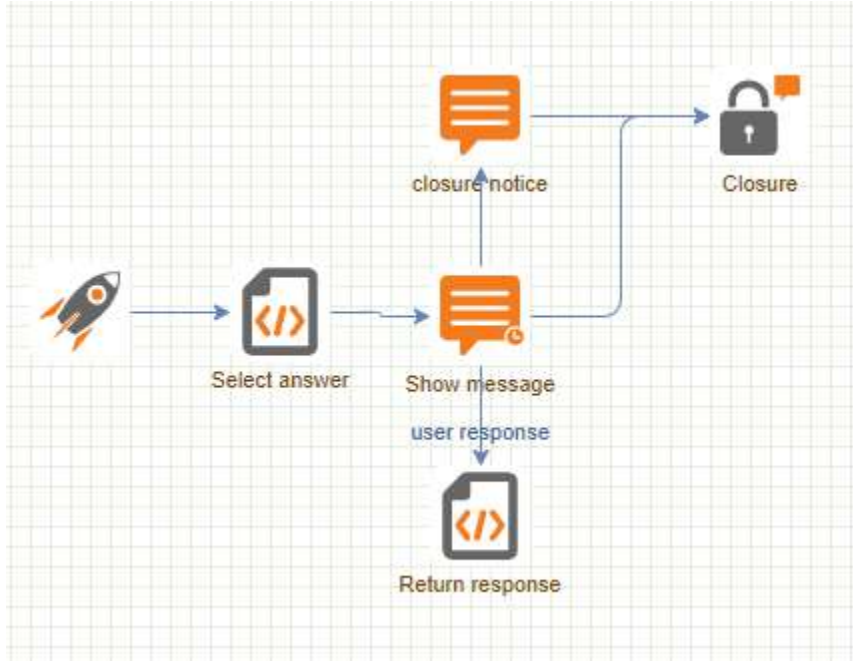 closure notice
Closure
Select answer
Show message
user response
Return response